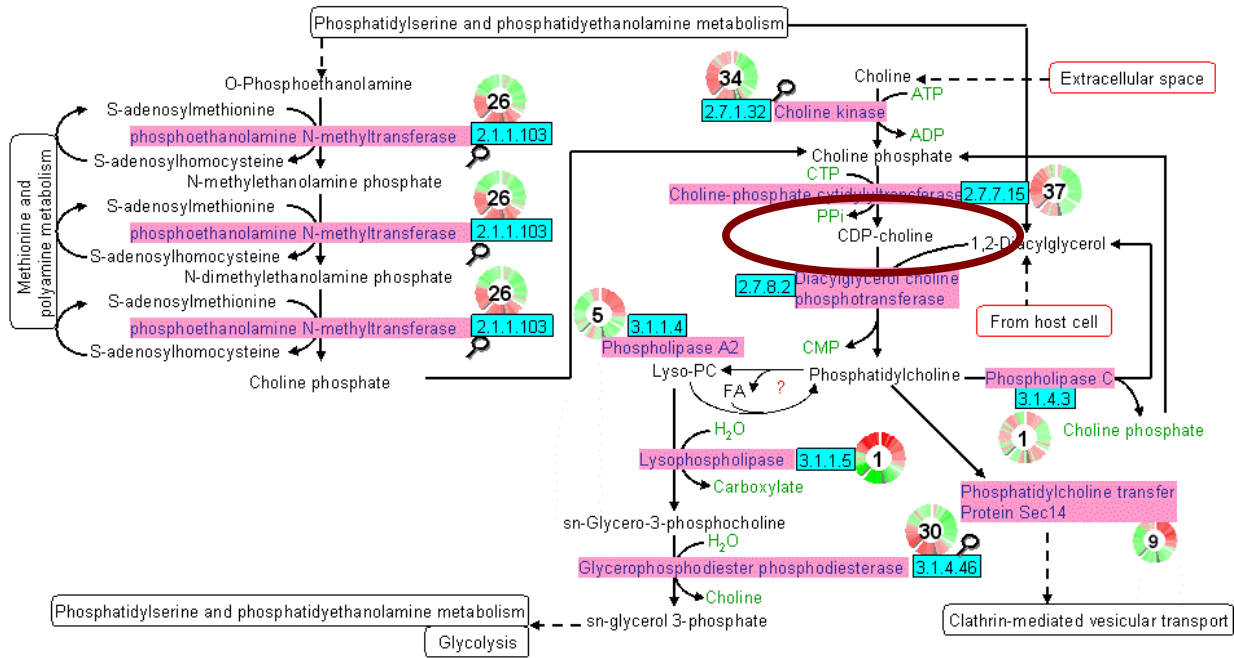 Phosphatidylserine and phosphatidyethanolamine metabolism
O-Phosphoethanolamine
26
S-adenosylmethionine
phosphoethanolamine N-methyltransferase
2.1.1.103
S-adenosylhomocysteine
N-methylethanolamine phosphate
26
S-adenosylmethionine
phosphoethanolamine N-methyltransferase
2.1.1.103
S-adenosylhomocysteine
N-dimethylethanolamine phosphate
26
S-adenosylmethionine
phosphoethanolamine N-methyltransferase
2.1.1.103
S-adenosylhomocysteine
Choline phosphate
Methionine and
polyamine metabolism
34
Choline
Extracellular space
ATP
2.7.1.32
Choline kinase
ADP
Choline phosphate
CTP
Choline-phosphate cytidylyltransferase
2.7.7.15
37
PPi
CDP-choline
1,2-Diacylglycerol
2.7.8.2
Diacylglycerol choline
phosphotransferase
From host cell
5
3.1.1.4
Phospholipase A2
CMP
Lyso-PC
FA
?
Phosphatidylcholine
Phospholipase C
3.1.4.3
1
Choline phosphate
H2O
Lysophospholipase
3.1.1.5
1
Carboxylate
Phosphatidylcholine transfer
Protein Sec14
9
sn-Glycero-3-phosphocholine
30
H2O
Glycerophosphodiester phosphodiesterase
3.1.4.46
Choline
Phosphatidylserine and phosphatidyethanolamine metabolism
Glycolysis
sn-glycerol 3-phosphate
Clathrin-mediated vesicular transport